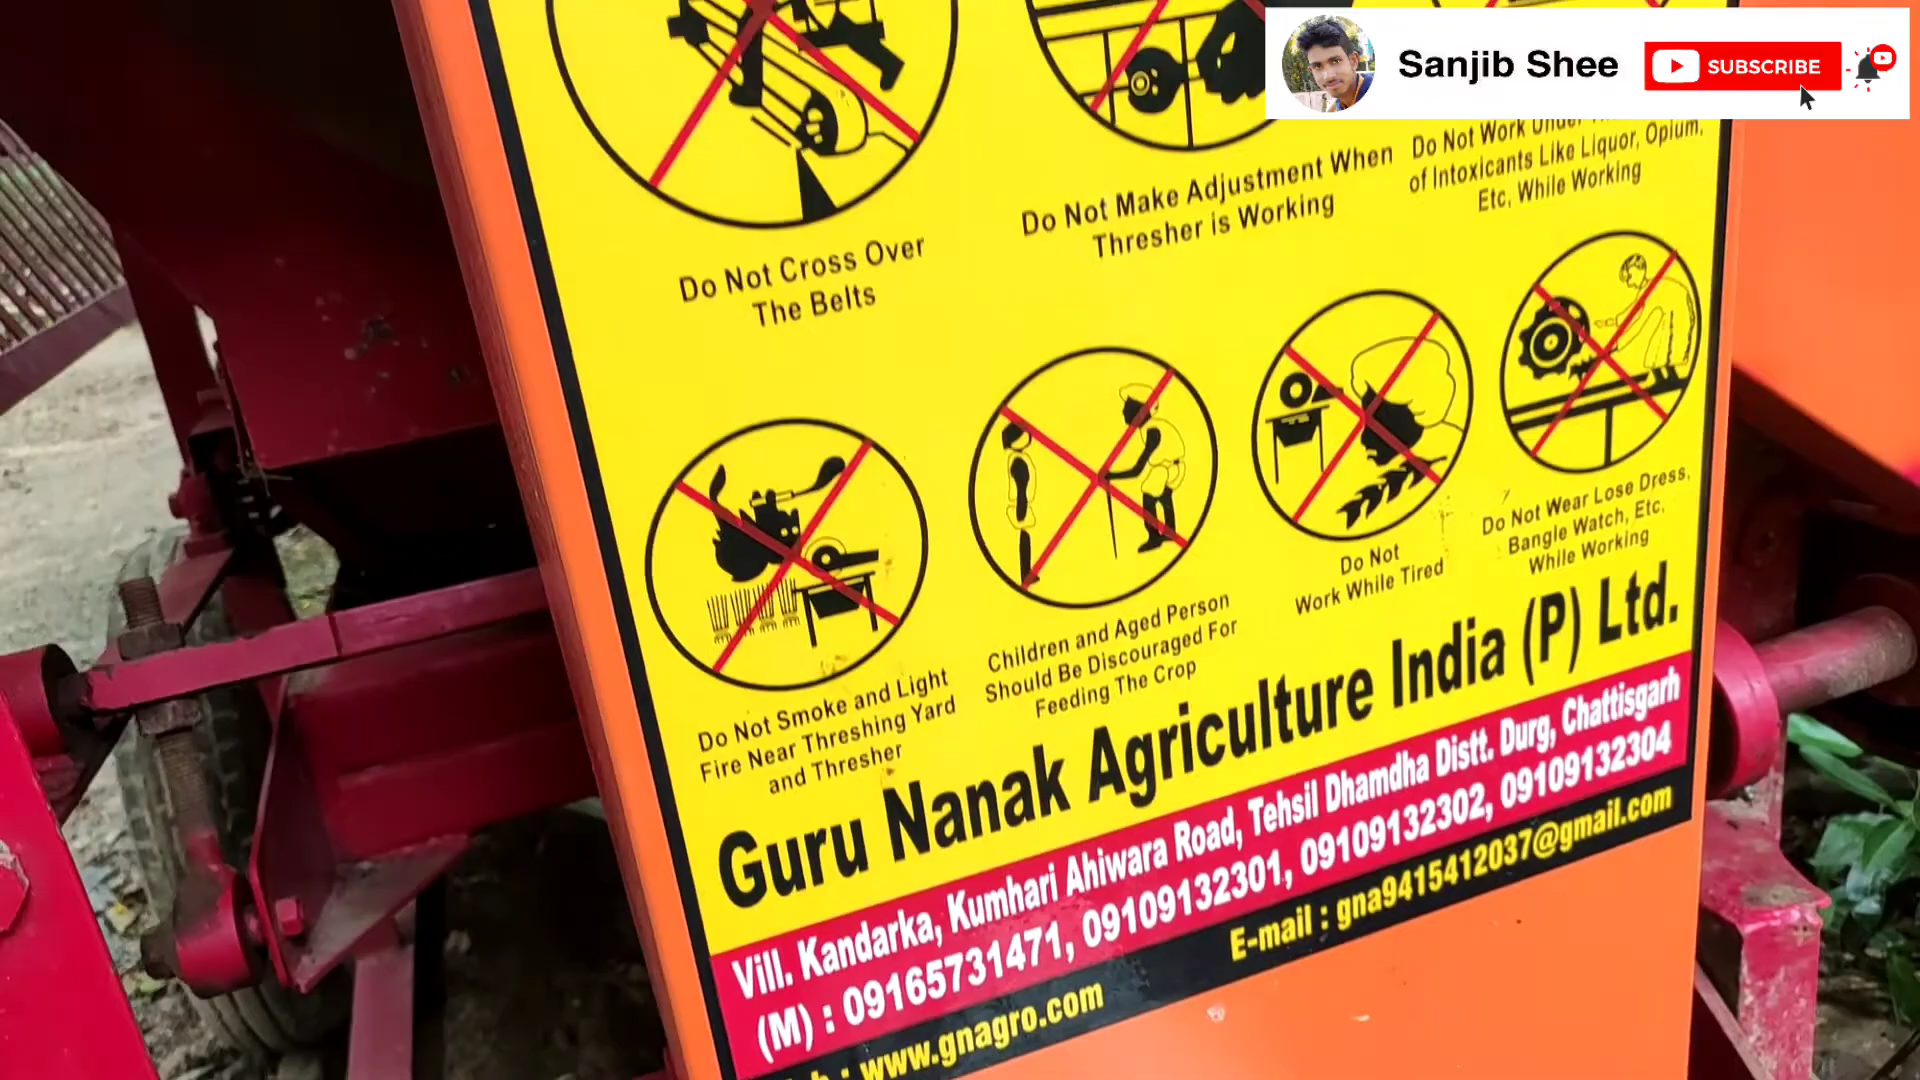 Sanjib Shee
SUBSCRIBE
Do Not Cross Over
The Belts
Do Not Make Adjustment When
Thresher is Working
Do Not Work Under
of Intoxicants Like Liquor, Opium,
Etc, While Working
Do Not Smoke and Light
Fire Near Threshing Yard
and Thresher
Children and Aged Person
Should Be Discouraged For
Feeding The Crop
Do Not
Work While Tired
Do Not Wear Lose Dress,
Bangle Watch, Etc,
While Working
Guru Nanak Agriculture India (P) Ltd.
Vill. Kandarka, Kumhari Ahiwara Road, Tehsil Dhamdha Distt. Durg, Chattisgarh
(M) : 09165731471, 09109132301, 09109132302, 09109132304
: www.gnagro.com
E-mail : gna9415412037@gmail.com